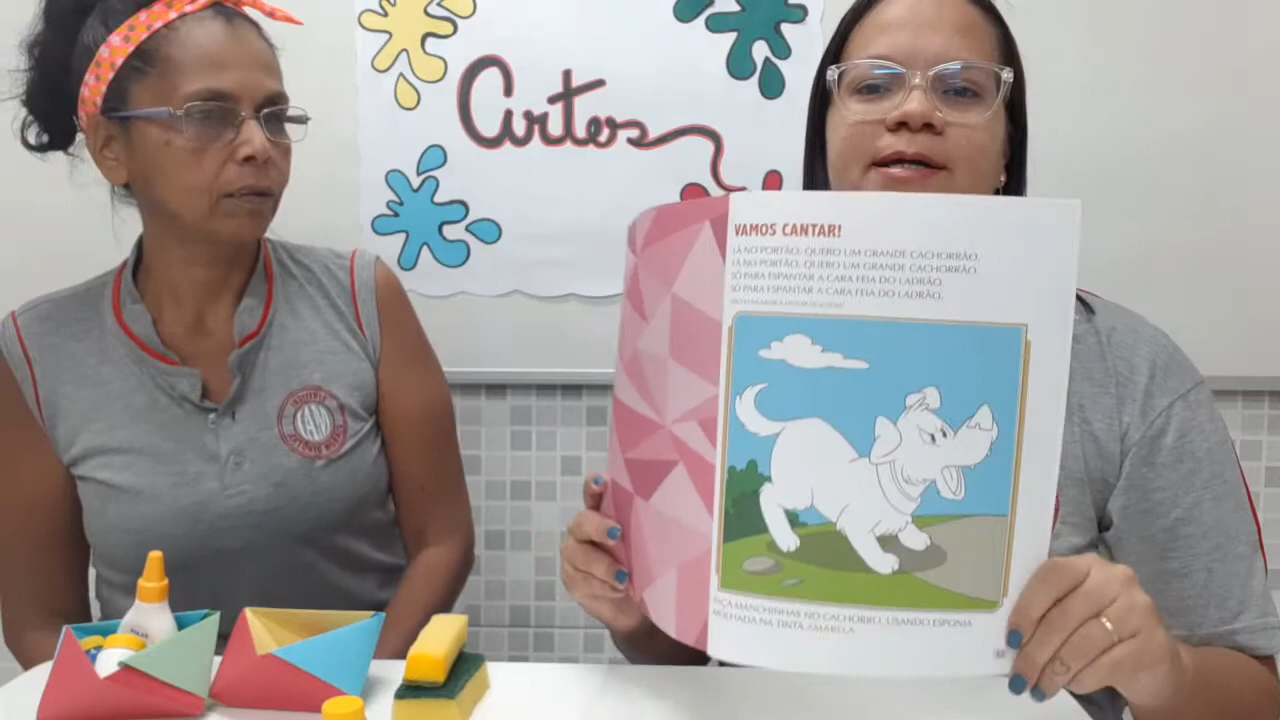 Artes
VAMOS CANTAR!
LÁ NO PORTÃO, QUERO UM GRANDE CACHORRÃO,
LÁ NO PORTÃO, QUERO UM GRANDE CACHORRÃO.
SÓ PARA ESPANTAR A CARA FEIA DO LADRÃO,
SÓ PARA ESPANTAR A CARA FEIA DO LADRÃO.
FAÇA MANCHINHAS NO CACHORRO, USANDO ESPONJA
MOLHADA NA TINTA AMARELA